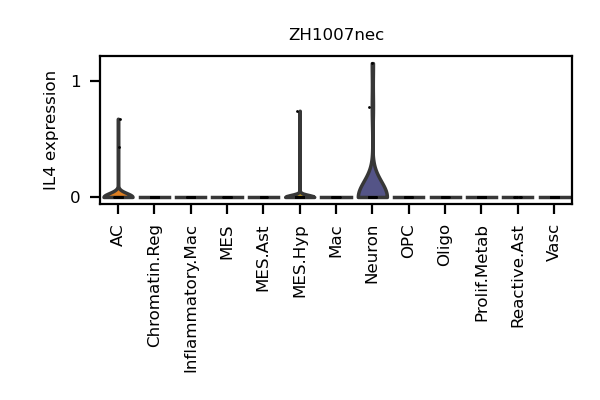 ZH1007nec
IL4 expression
1
0
AC
Chromatin.Reg
Inflammatory.Mac
MES
MES.Ast
MES.Hyp
Mac
Neuron
OPC
Oligo
Prolif.Metab
Reactive.Ast
Vasc